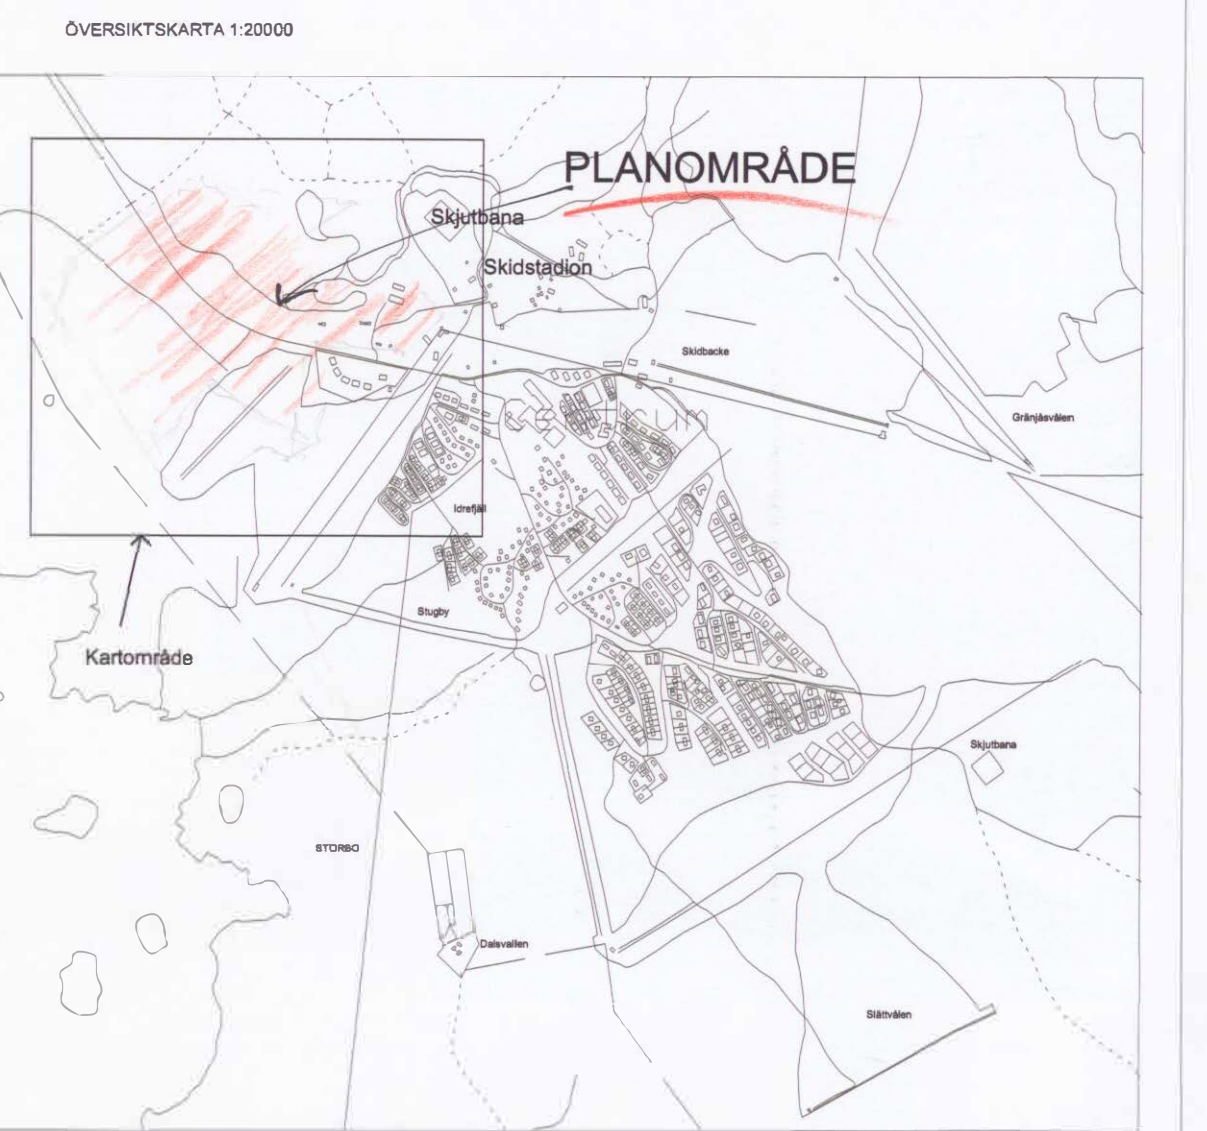 ÖVERSIKTSKARTA 1:20000
PLANOMRÅDE
Skjutbana
Skidstadion
Skidbacke
Gränjåsvålen
Idrefjäll
Stugby
Kartområde
Skjutbana
STORBO
Dalsvallen
Slättvålen